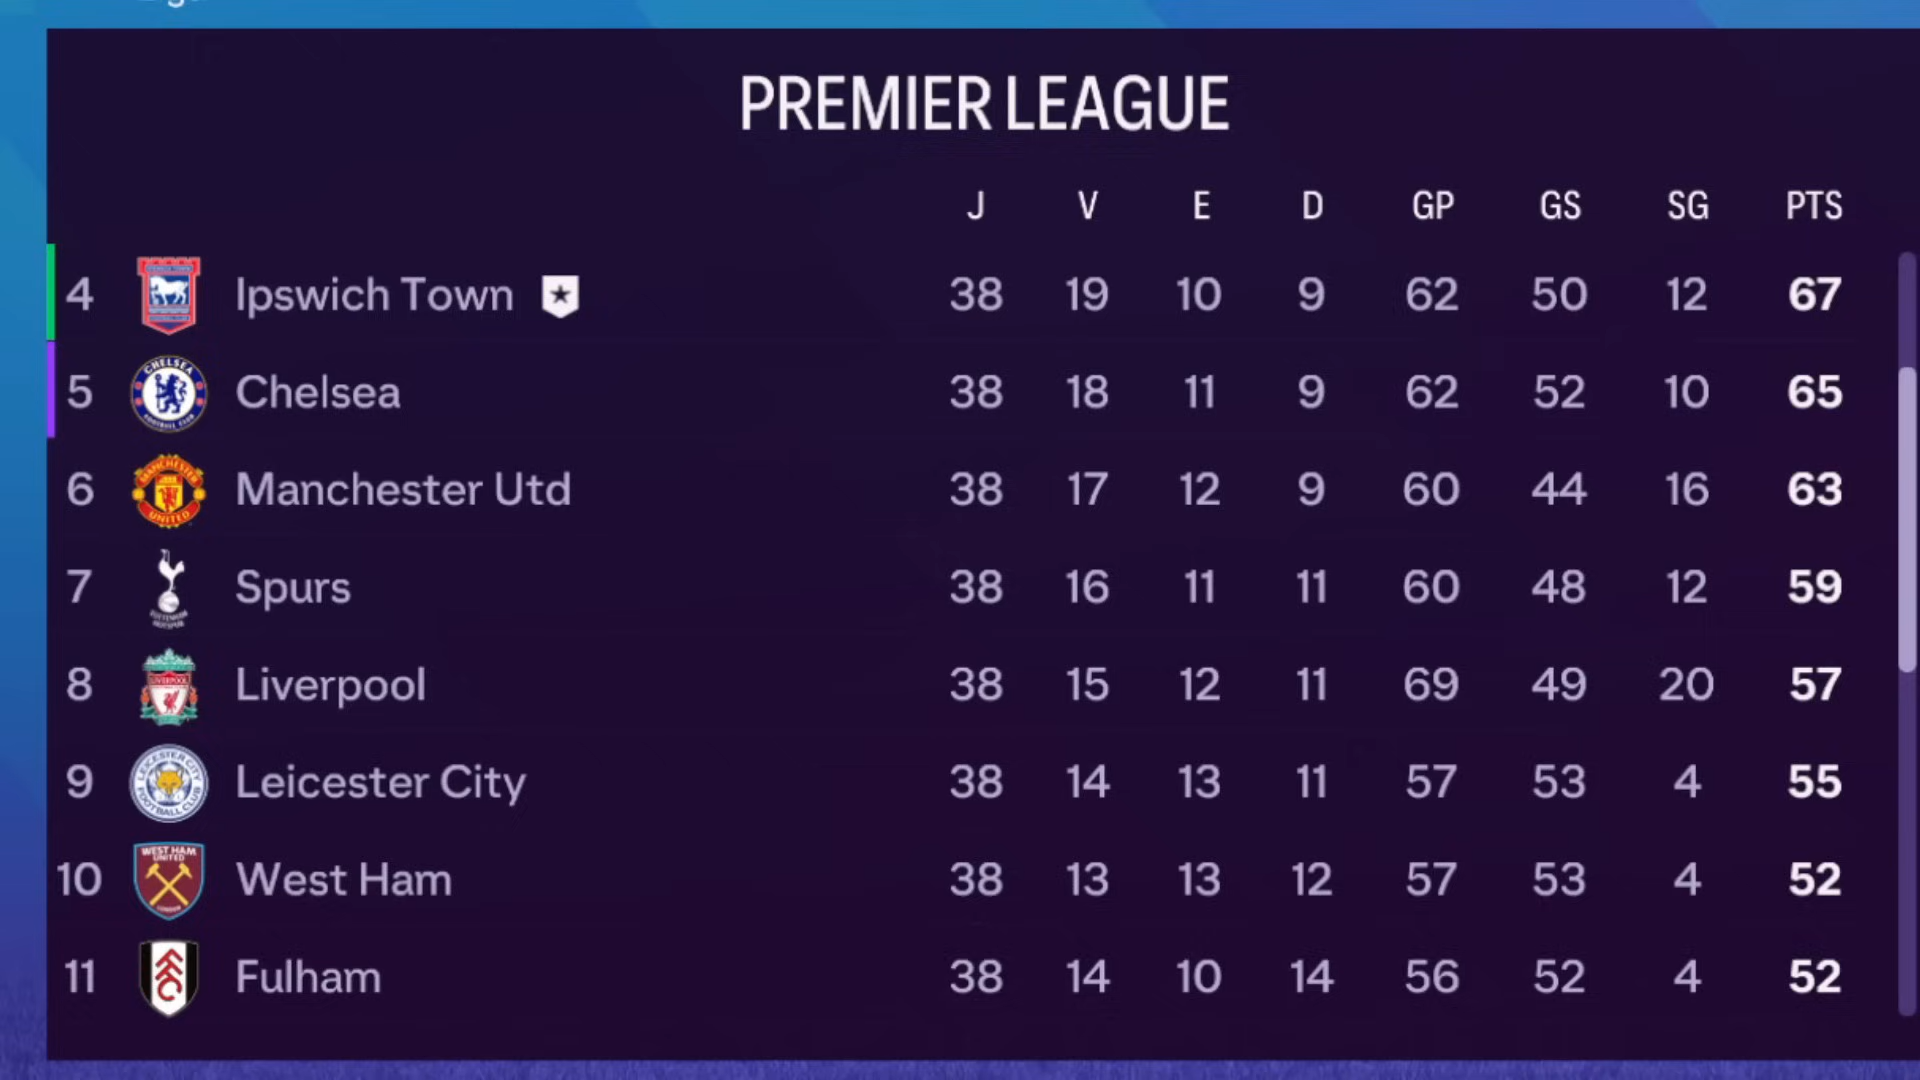 PREMIER LEAGUE
J V E D GP GS SG PTS
4 Ipswich Town 38 19 10 9 62 50 12 67
5 Chelsea 38 18 11 9 62 52 10 65
6 Manchester Utd 38 17 12 9 60 44 16 63
7 Spurs 38 16 11 11 60 48 12 59
8 Liverpool 38 15 12 11 69 49 20 57
9 Leicester City 38 14 13 11 57 53 4 55
10 West Ham 38 13 13 12 57 53 4 52
11 Fulham 38 14 10 14 56 52 4 52